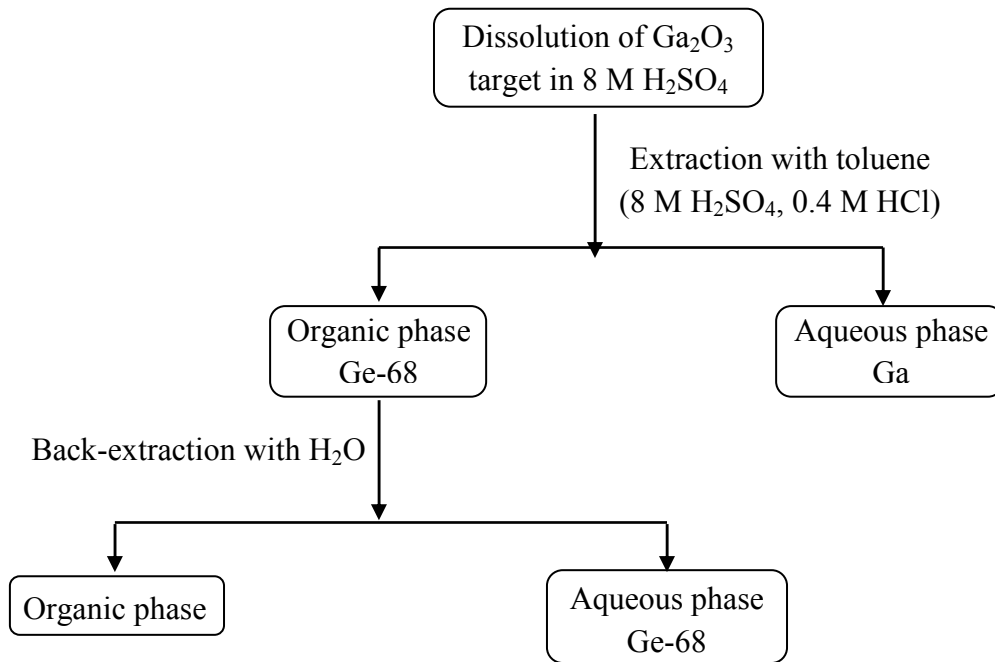 Dissolution of Ga₂O₃
target in 8 M H₂SO₄
Extraction with toluene
(8 M H₂SO₄, 0.4 M HCl)
Organic phase
Ge-68
Aqueous phase
Ga
Back-extraction with H₂O
Organic phase
Aqueous phase
Ge-68